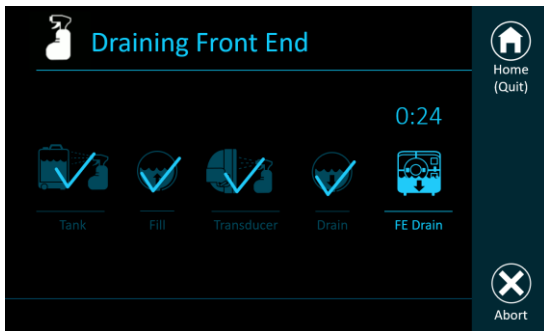 Draining Front End
Home
(Quit)
0:24
Tank
Fill
Transducer
Drain
FE Drain
Abort